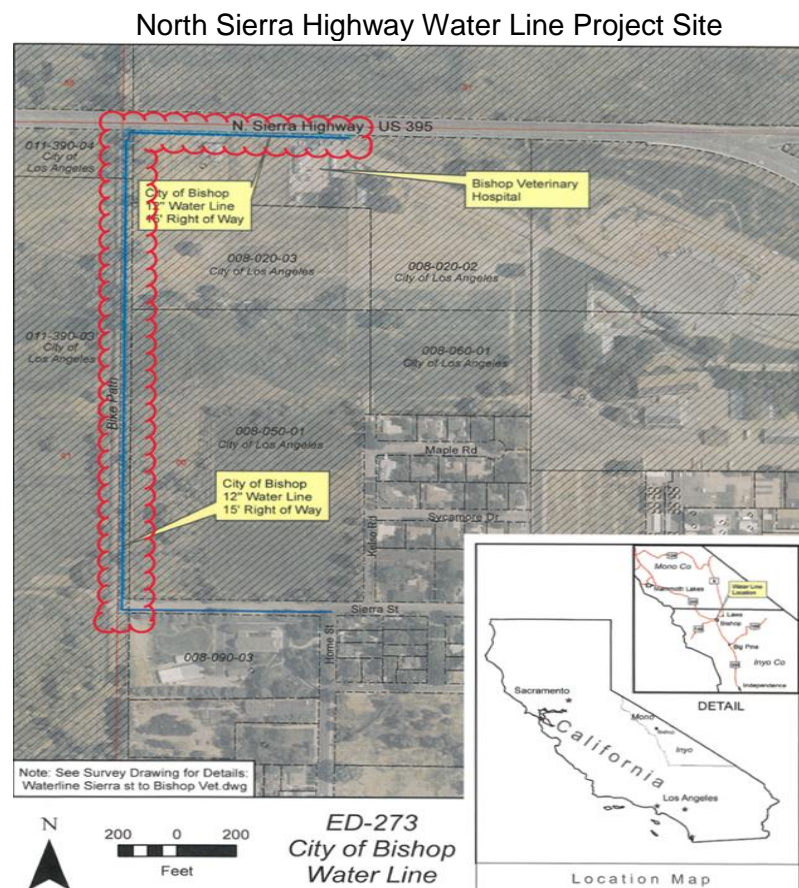 North Sierra Highway Water Line Project Site
N. Sierra Highway US 395
011-390-04
City of
Los Angeles
City of Bishop
12" Water Line
15' Right of Way
Bishop Veterinary
Hospital
008-020-03
City of Los Angeles
008-020-02
City of Los Angeles
011-390-03
City of
Los Angeles
008-060-01
City of Los Angeles
Bike Path
008-050-01
City of Los Angeles
Maple Rd
City of Bishop
12" Water Line
15' Right of Way
Sycamore Dr
Kelso Rd
Sierra St
Home St
008-090-03
Mono Co
Water Line
Location
Mammoth Lakes
Laws
Bishop
Big Pine
Inyo Co
Independence
DETAIL
Sacramento
Mono
Bishop
Inyo
California
Los Angeles
Location Map
Note: See Survey Drawing for Details:
Waterline Sierra st to Bishop Vet.dwg
N
200 0 200
Feet
ED-273
City of Bishop
Water Line